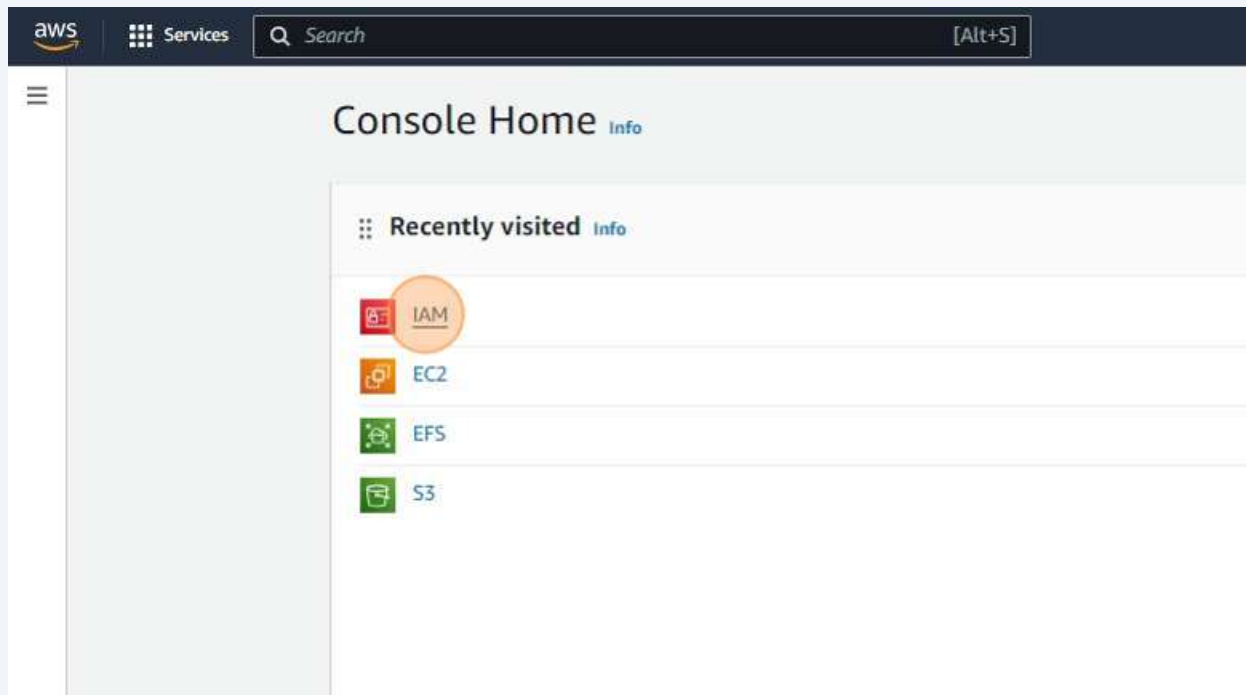 aws Services Search [Alt+S]
Console Home Info
Recently visited Info
IAM
EC2
EFS
S3